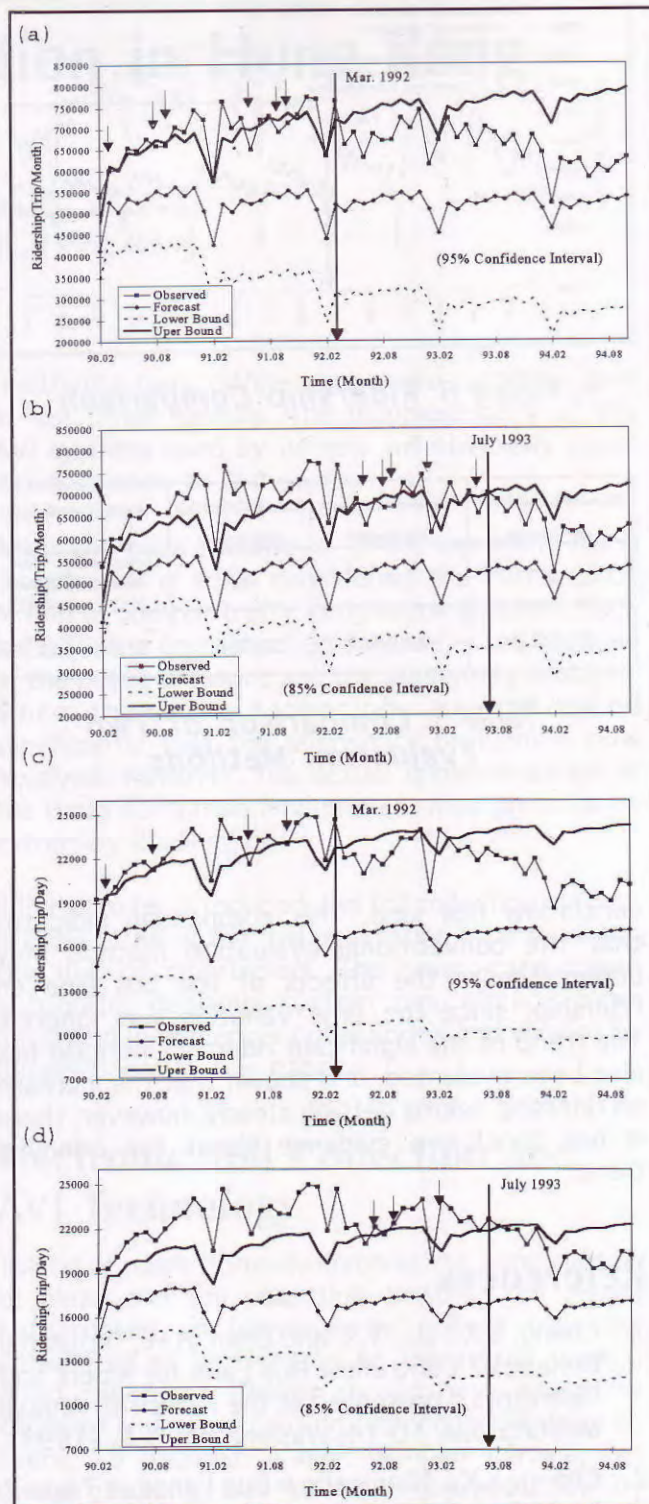 (a)
850000
800000
750000
700000
650000
600000
550000
500000
450000
400000
350000
300000
250000
200000
Ridership(Trip/Month)
Mar. 1992
(95% Confidence Interval)
Observed
Forecast
Lower Bound
Uper Bound
90.02 90.08 91.02 91.08 92.02 92.08 93.02 93.08 94.02 94.08
Time (Month)
(b)
850000
800000
750000
700000
650000
600000
550000
500000
450000
400000
350000
300000
250000
200000
Ridership(Trip/Month)
July 1993
Observed
Forecast
Lower Bound
Uper Bound
(85% Confidence Interval)
90.02 90.08 91.02 91.08 92.02 92.08 93.02 93.08 94.02 94.08
Time (Month)
(c)
25000
22000
19000
16000
13000
10000
7000
Ridership(Trip/Day)
Mar. 1992
(95% Confidence Interval)
Observed
Forecast
Lower Bound
Uper Bound
90.02 90.08 91.02 91.08 92.02 92.08 93.02 93.08 94.02 94.08
Time (Month)
(d)
25000
22000
19000
16000
13000
10000
7000
Ridership(Trip/Day)
July 1993
Observed
Forecast
Lower Bound
Uper Bound
(85% Confidence Interval)
90.02 90.08 91.02 91.08 92.02 92.08 93.02 93.08 94.02 94.08
Time (Month)